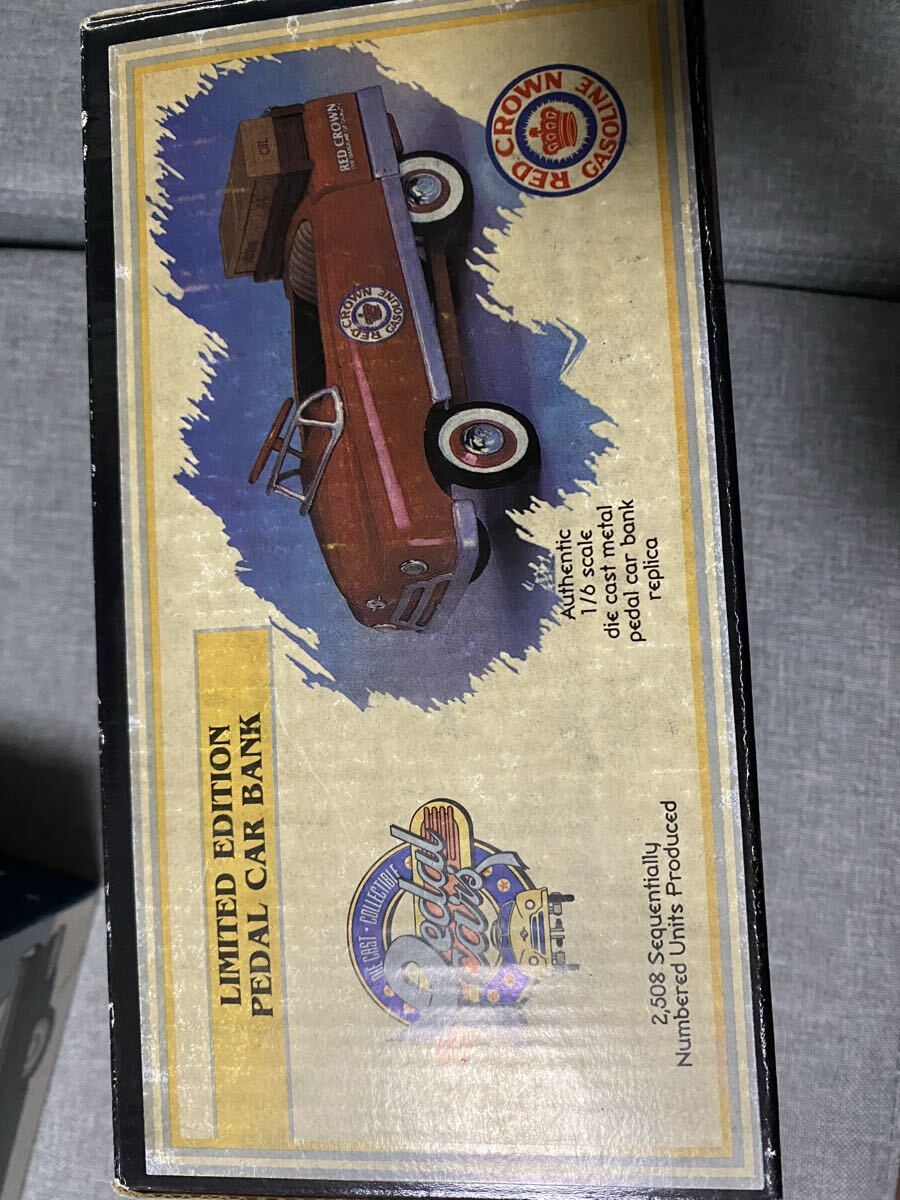 LIMITED EDITION
PEDAL CAR BANK
DIE CAST • COLLECTIBLE
Pedal
Cars
2,508 Sequentially
Numbered Units Produced
OIL
RED CROWN
RED CROWN
GASOLINE
Authentic
1/6 scale
die cast metal
pedal car bank
replica
RED CROWN
GASOLINE